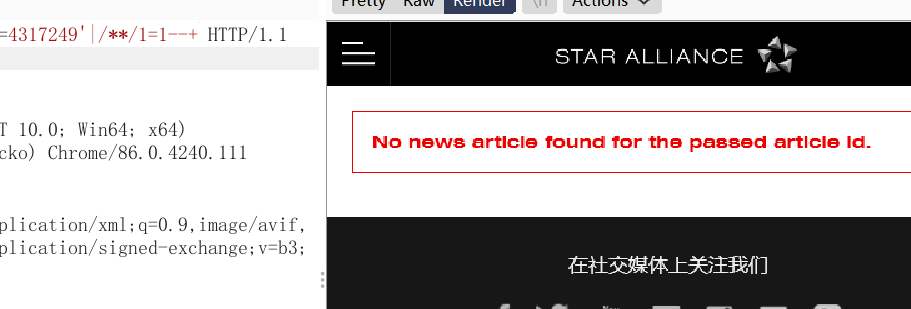 Pretty Raw Render \n Actions
=4317249'|/**/1=1--+ HTTP/1.1
T 10.0; Win64; x64)
cko) Chrome/86.0.4240.111
plication/xml;q=0.9,image/avif,
plication/signed-exchange;v=b3;
STAR ALLIANCE
No news article found for the passed article id.
在社交媒体上关注我们